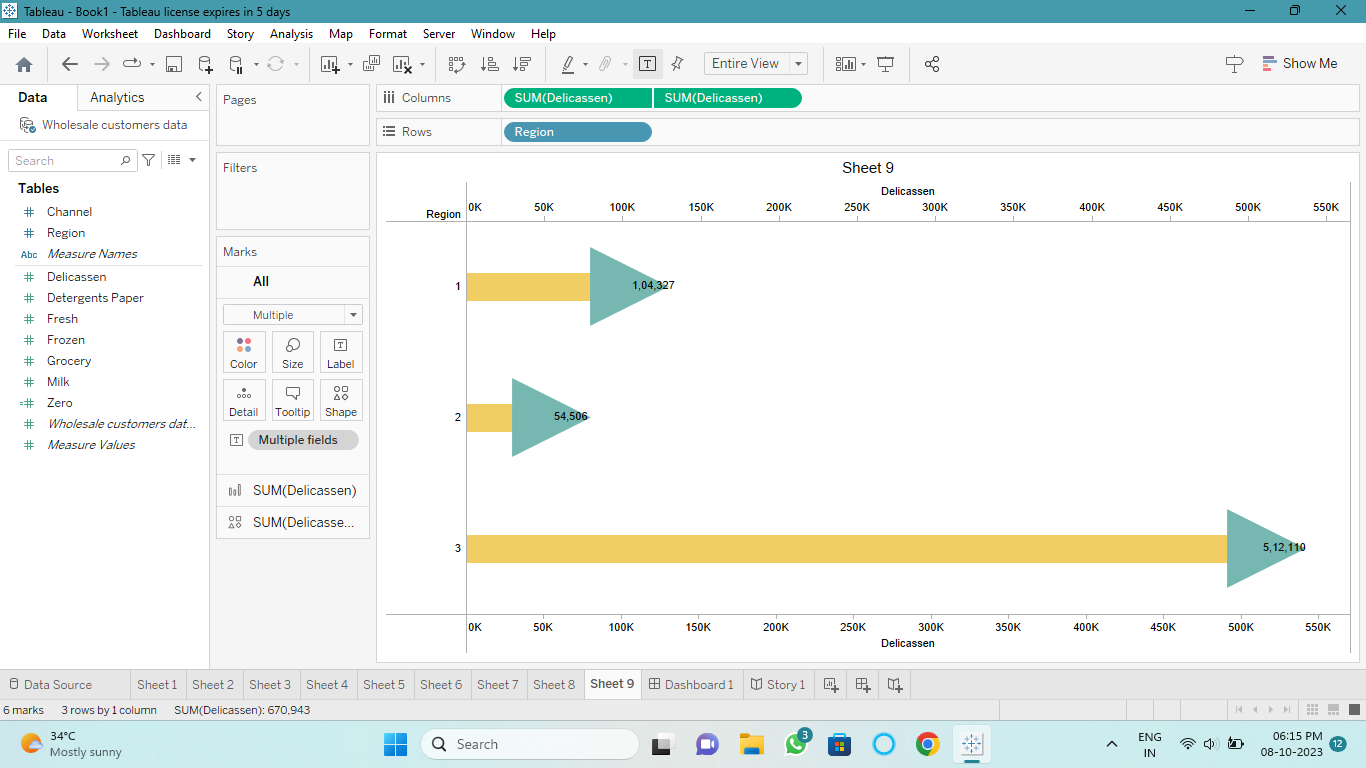 Tableau - Book1 - Tableau license expires in 5 days
File Data Worksheet Dashboard Story Analysis Map Format Server Window Help
Entire View
Show Me
Data Analytics
Wholesale customers data
Search
Tables
Channel
Region
Abc Measure Names
Delicassen
Detergents Paper
Fresh
Frozen
Grocery
Milk
Zero
Wholesale customers dat...
Measure Values
Pages
Filters
Marks
All
Multiple
Color Size Label
Detail Tooltip Shape
Multiple fields
SUM(Delicassen)
SUM(Delicasse...
Columns SUM(Delicassen) SUM(Delicassen)
Rows Region
Sheet 9
Delicassen
Region 0K 50K 100K 150K 200K 250K 300K 350K 400K 450K 500K 550K
1 1,04,327
2 54,506
3 5,12,110
0K 50K 100K 150K 200K 250K 300K 350K 400K 450K 500K 550K
Delicassen
Data Source Sheet 1 Sheet 2 Sheet 3 Sheet 4 Sheet 5 Sheet 6 Sheet 7 Sheet 8 Sheet 9 Dashboard 1 Story 1
6 marks 3 rows by 1 column SUM(Delicassen): 670,943
34°C
Mostly sunny
Search
3
ENG
IN
06:15 PM
08-10-2023
12